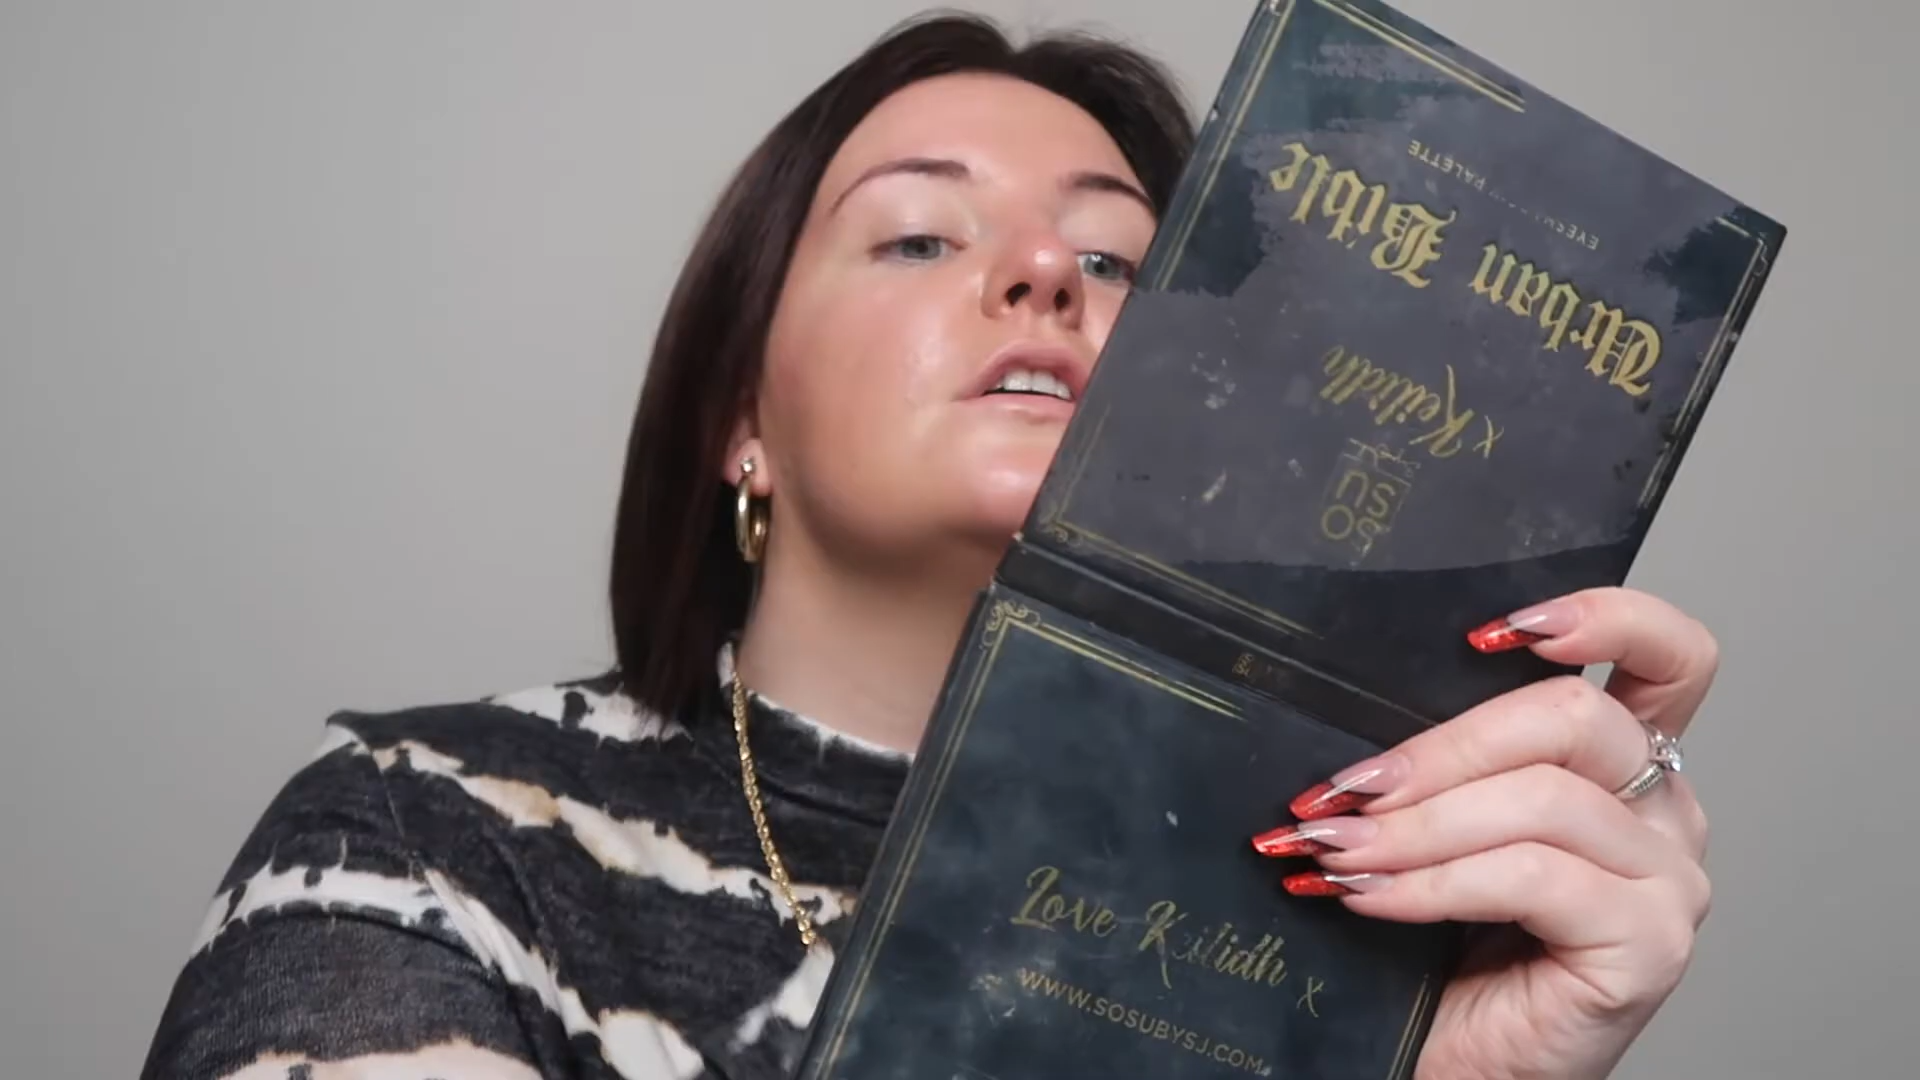 Urban Bible
EYESHADOW PALETTE
x Keilidh
SO
SU
Love Keilidh x
WWW.SOSUBYSJ.COM